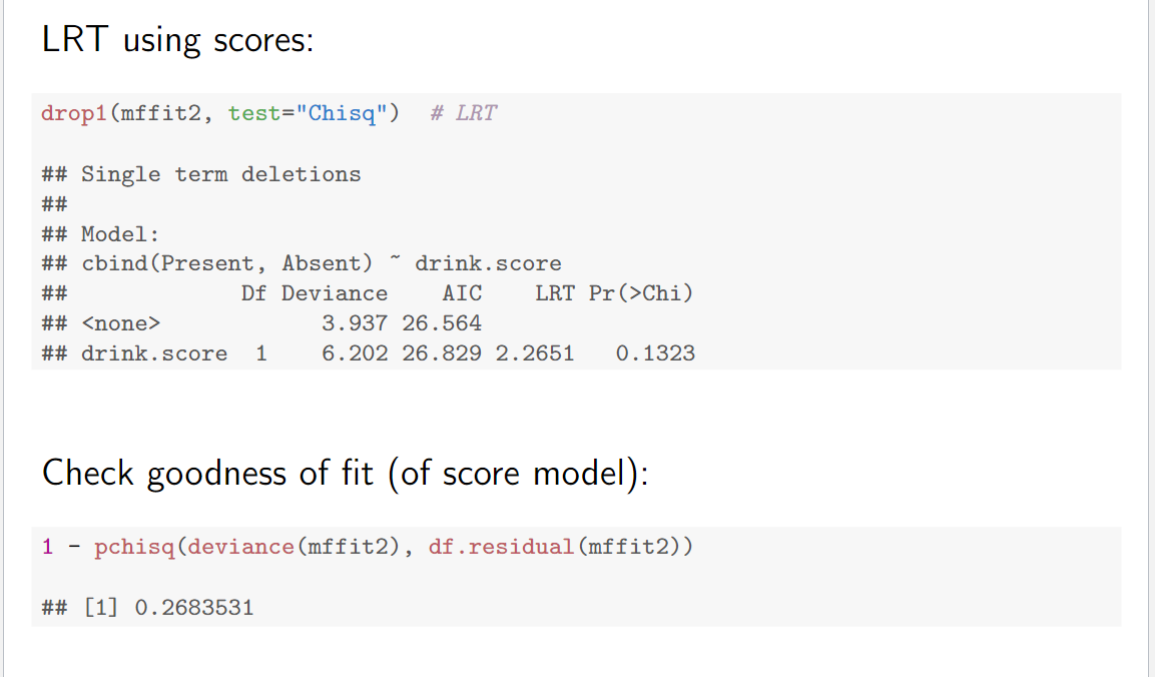 LRT using scores:
drop1(mffit2, test="Chisq")  # LRT
## Single term deletions
##
## Model:
## cbind(Present, Absent) ~ drink.score
##             Df Deviance    AIC    LRT Pr(>Chi)
## <none>            3.937 26.564
## drink.score  1    6.202 26.829 2.2651   0.1323
Check goodness of fit (of score model):
1 - pchisq(deviance(mffit2), df.residual(mffit2))
## [1] 0.2683531